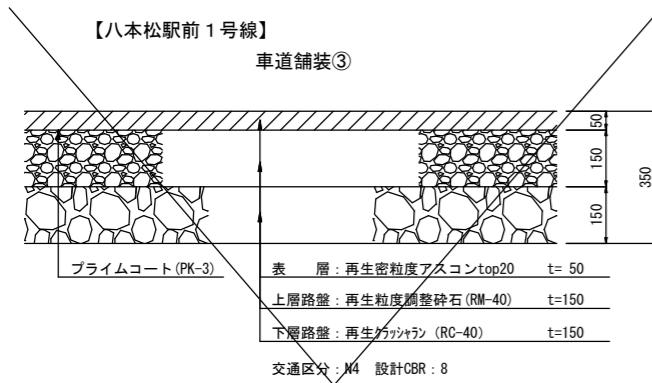 【八本松駅前1号線】
車道舗装③
50
150
150
350
プライムコート(PK-3)
表　　層：再生密粒度アスコンtop20　t= 50
上層路盤：再生粒度調整砕石(RM-40)　t=150
下層路盤：再生ｸﾗｯｼｬﾗﾝ (RC-40)　t=150
交通区分：N4　設計CBR：8